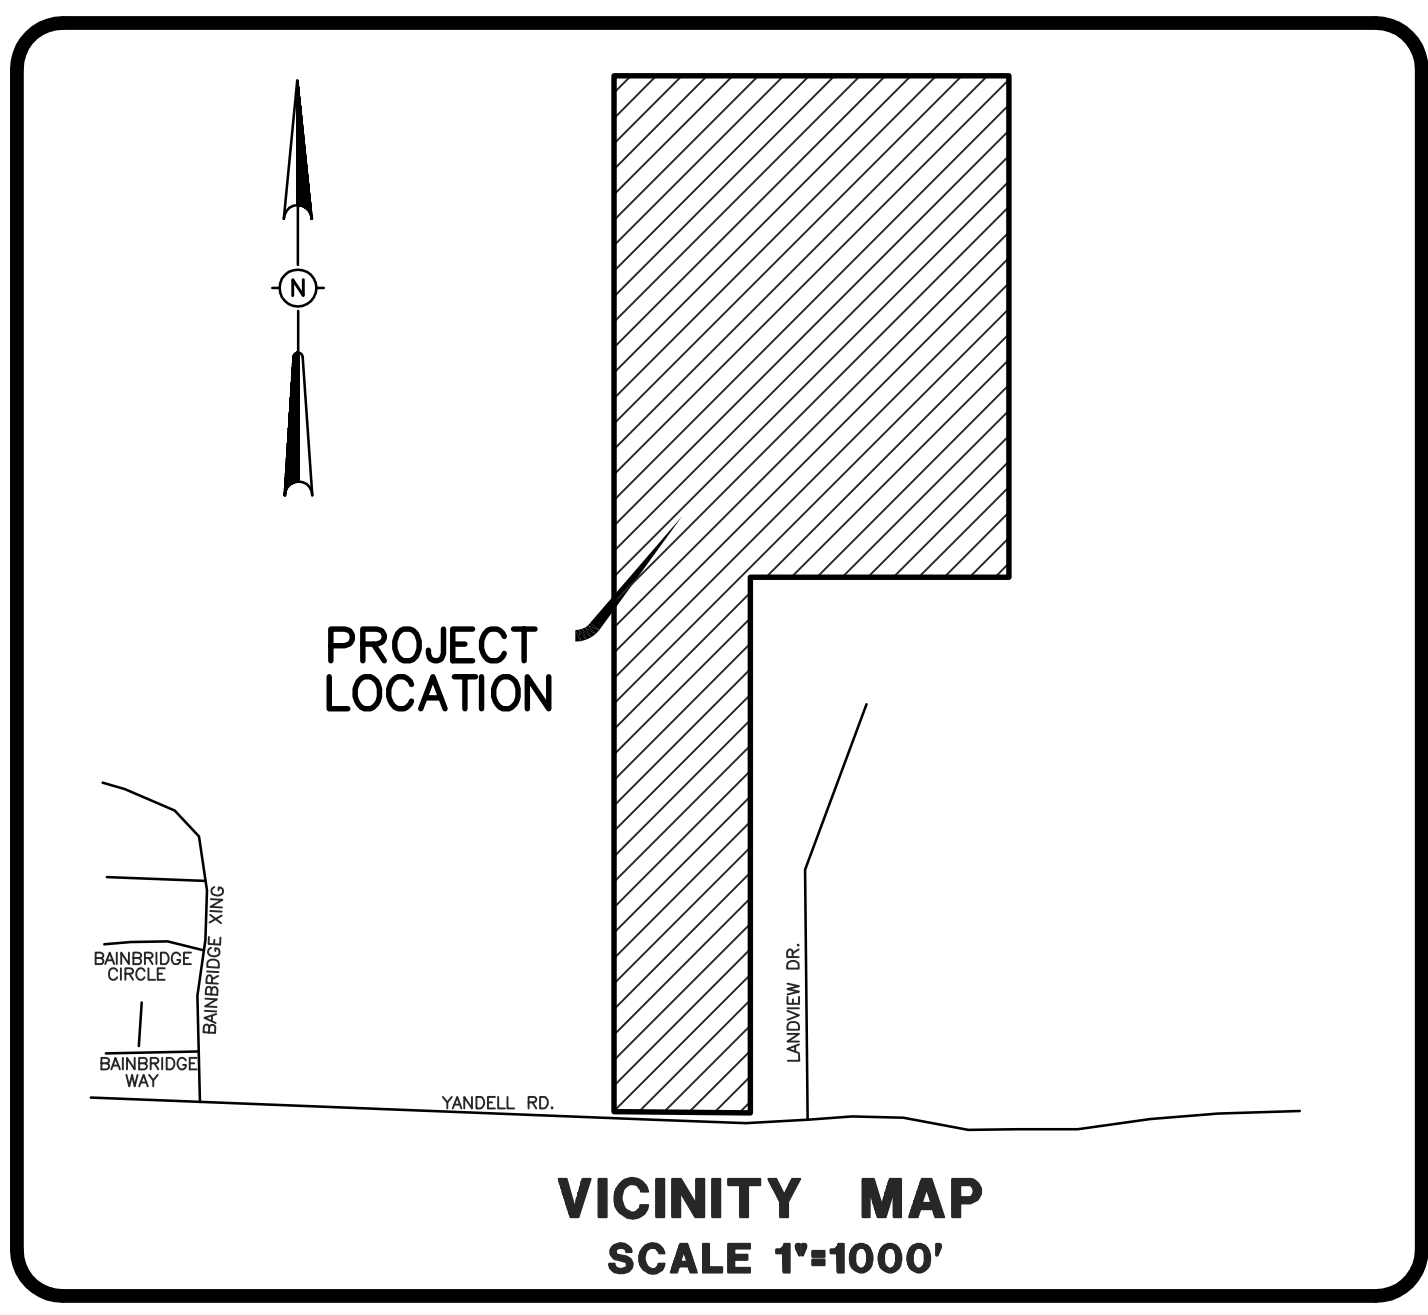 N
PROJECT
LOCATION
BAINBRIDGE XING
BAINBRIDGE
CIRCLE
LANDVIEW DR.
BAINBRIDGE
WAY
YANDELL RD.
VICINITY MAP
SCALE 1"=1000'